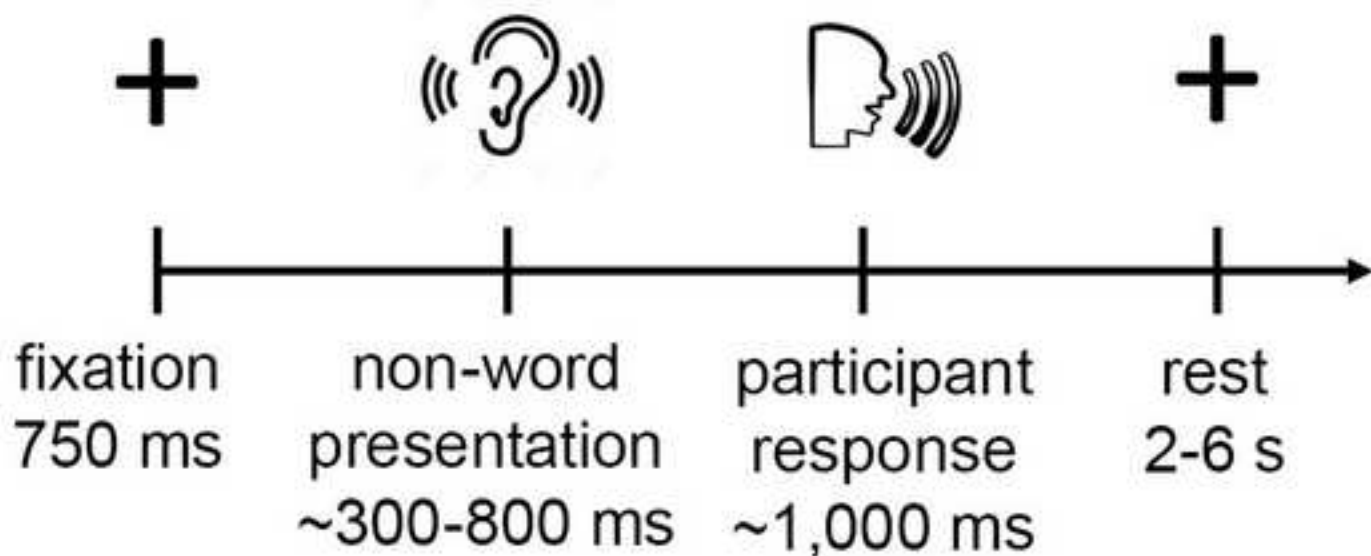 fixation
750 ms
non-word
presentation
~300-800 ms
participant
response
~1,000 ms
rest
2-6 s